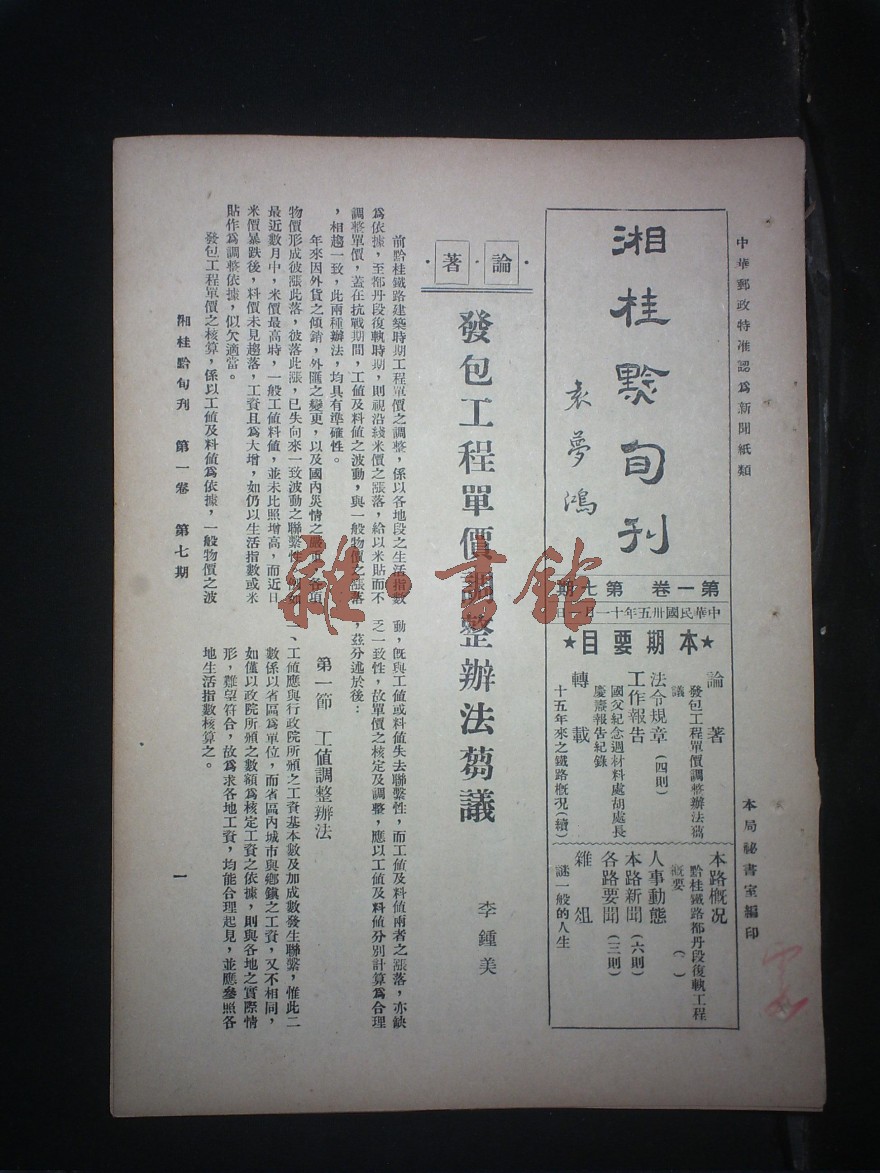 中華郵政特准認爲新聞紙類
本局祕書室編印
湘桂黔旬刊
袁夢鴻
第一卷 第七期
中華民國卅五年十一月一日
★本期要目★
論著
發包工程單價調整辦法芻
議
法令規章(四則)
工作報告
國父紀念週材料處胡處長
慶壽報告紀錄
轉載
十五年來之鐵路概況(續)
本路概况
黔桂鐵路都丹段復軌工程
概要
人事動態
本路新聞(六則)
各路要聞(三則)
雜俎
謎一般的人生
·論·著·
發包工程單價調整辦法芻議
李鍾美
前黔桂鐵路建築時期工程單價之調整,係以各地段之生活指數
爲依據,至都丹段復軌時期,則視沿綫米價之漲落,給以米貼而不
調整單價,蓋在抗戰期間,工値及料値之波動,與一般物價之漲落
,相趨一致,此兩種辦法,均具有準確性。
年來因外貨之傾銷,外匯之變更,以及國內災情之嚴重,各項
物價形成彼漲此落,彼落此漲,已失向來一致波動之聯繫性,例如
最近數月中,米價最高時,一般工値料値,並未比照增高,而近日
米價暴跌後,料價未見趨落,工資且爲大增,如仍以生活指數或米
貼作爲調整依據,似欠適當。
發包工程單價之核算,係以工値及料値爲依據,一般物價之波
動,旣與工値或料値失去聯繫性,而工値及料値兩者之漲落,亦缺
乏一致性,故單價之核定及調整,應以工値及料値分別計算爲合理
,茲分述於後:
第一節 工值調整辦法
一、工値應與行政院所頒之工資基本數及加成數發生聯繫,惟此二
數係以省區爲單位,而省區內城市與鄉鎭之工資,又不相同,
如僅以政院所頒之數額爲核定工資之依據,則與各地之實際情
形,難望符合,故爲求各地工資,均能合理起見,並應參照各
地生活指數核算之。
湘桂黔旬刊 第一卷 第七期
一
雜·書館